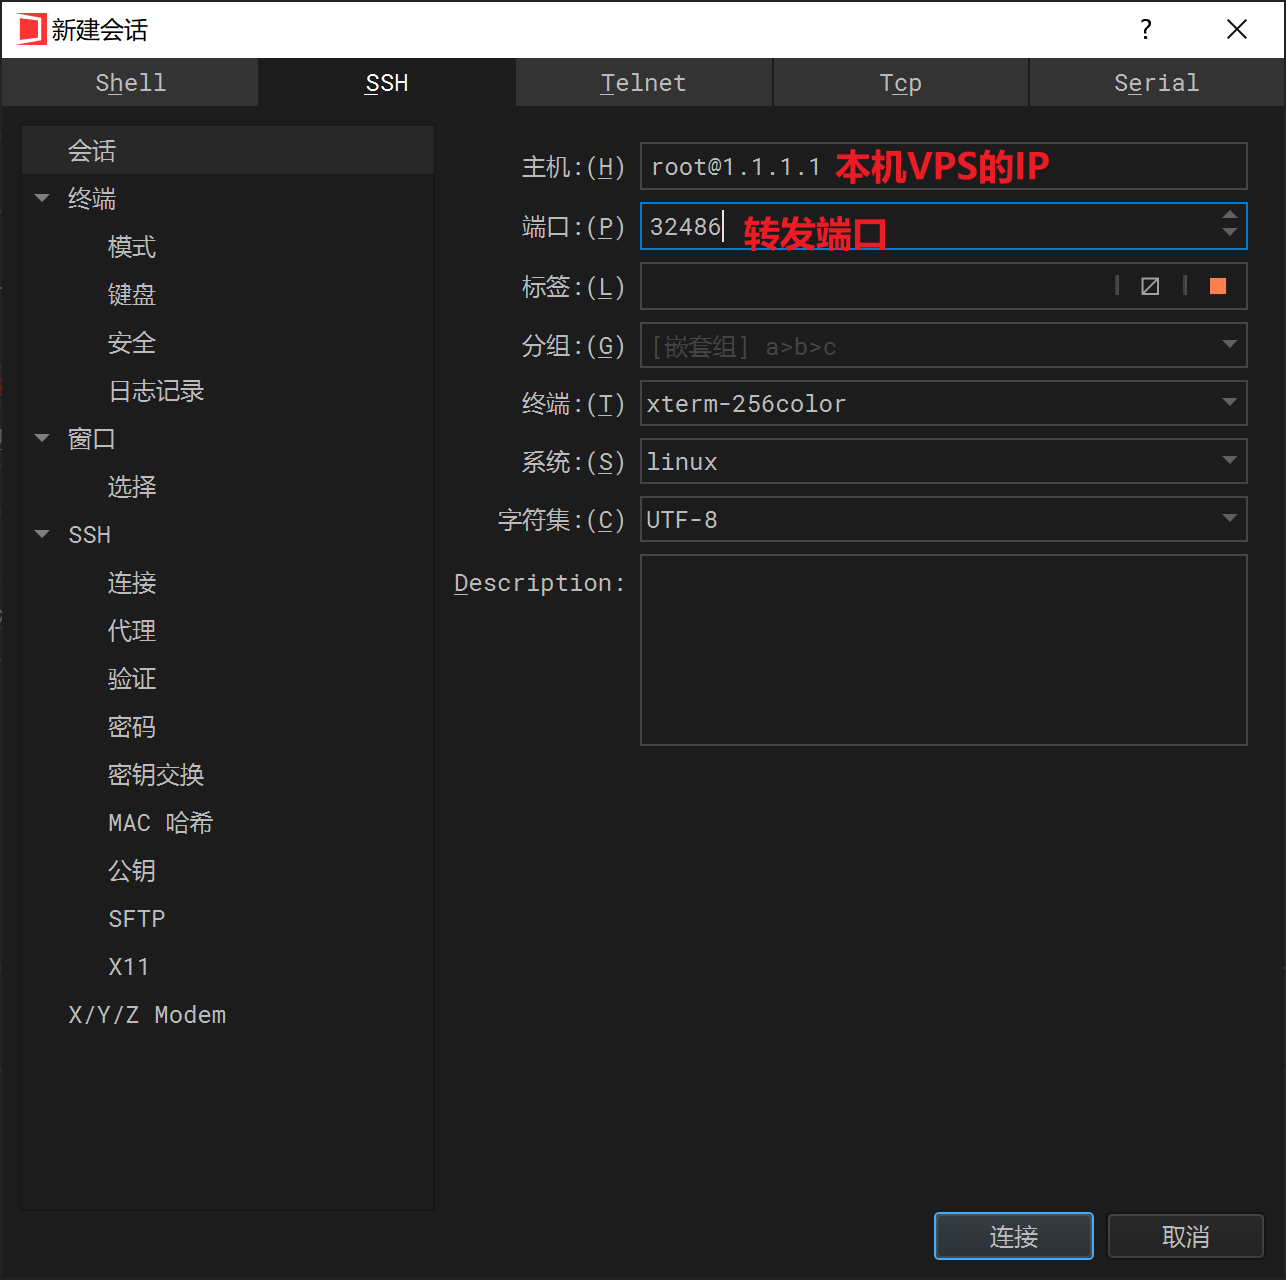 新建会话
?
Shell SSH Telnet Tcp Serial
会话
终端
模式
键盘
安全
日志记录
窗口
选择
SSH
连接
代理
验证
密码
密钥交换
MAC 哈希
公钥
SFTP
X11
X/Y/Z Modem
主机:(H) root@1.1.1.1 本机VPS的IP
端口:(P) 32486 转发端口
标签:(L)
分组:(G) [嵌套组] a>b>c
终端:(T) xterm-256color
系统:(S) linux
字符集:(C) UTF-8
Description:
连接 取消